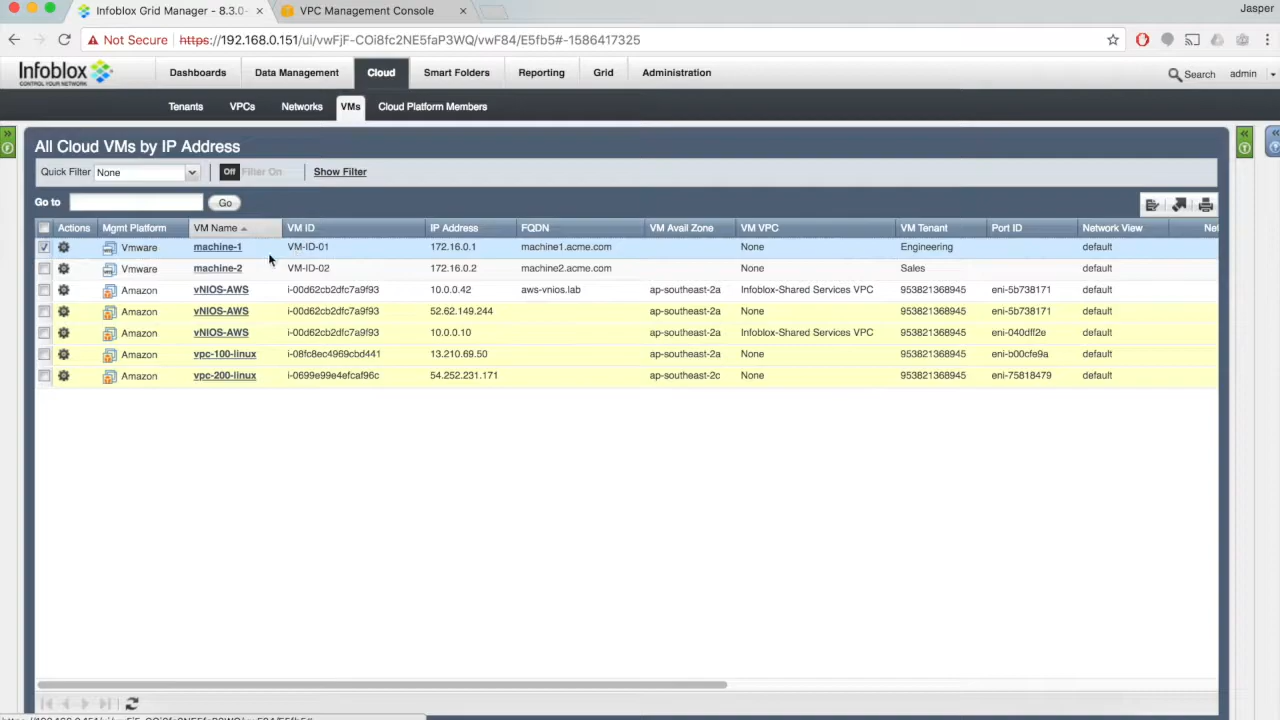 Infoblox Grid Manager - 8.3.0- VPC Management Console Jasper
Not Secure https://192.168.0.151/ui/vwFjF-COi8fc2NE5faP3WQ/vwF84/E5fb5#-1586417325
Infoblox Dashboards Data Management Cloud Smart Folders Reporting Grid Administration Search admin
CONTROL YOUR NETWORK
Tenants VPCs Networks VMs Cloud Platform Members
All Cloud VMs by IP Address
Quick Filter None Off Filter On Show Filter
Go to Go
Actions Mgmt Platform VM Name VM ID IP Address FQDN VM Avail Zone VM VPC VM Tenant Port ID Network View Net
Vmware machine-1 VM-ID-01 172.16.0.1 machine1.acme.com None Engineering default
Vmware machine-2 VM-ID-02 172.16.0.2 machine2.acme.com None Sales default
Amazon vNIOS-AWS i-00d62cb2dfc7a9f93 10.0.0.42 aws-vnios.lab ap-southeast-2a Infoblox-Shared Services VPC 953821368945 eni-5b738171 default
Amazon vNIOS-AWS i-00d62cb2dfc7a9f93 52.62.149.244 ap-southeast-2a None 953821368945 eni-5b738171 default
Amazon vNIOS-AWS i-00d62cb2dfc7a9f93 10.0.0.10 ap-southeast-2a Infoblox-Shared Services VPC 953821368945 eni-040dff2e default
Amazon vpc-100-linux i-08fc8ec4969cbd441 13.210.69.50 ap-southeast-2a None 953821368945 eni-b00cfe9a default
Amazon vpc-200-linux i-0699e99e4efcaf96c 54.252.231.171 ap-southeast-2c None 953821368945 eni-75818479 default